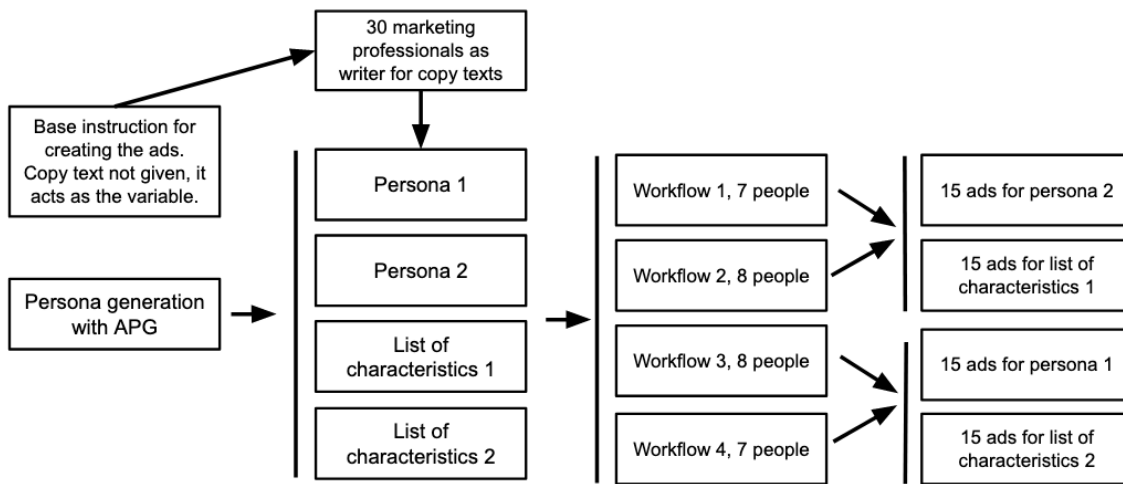 30 marketing
professionals as
writer for copy texts
Base instruction for
creating the ads.
Copy text not given, it
acts as the variable.
Persona generation
with APG
Persona 1
Persona 2
List of
characteristics 1
List of
characteristics 2
Workflow 1, 7 people
Workflow 2, 8 people
Workflow 3, 8 people
Workflow 4, 7 people
15 ads for persona 2
15 ads for list of
characteristics 1
15 ads for persona 1
15 ads for list of
characteristics 2